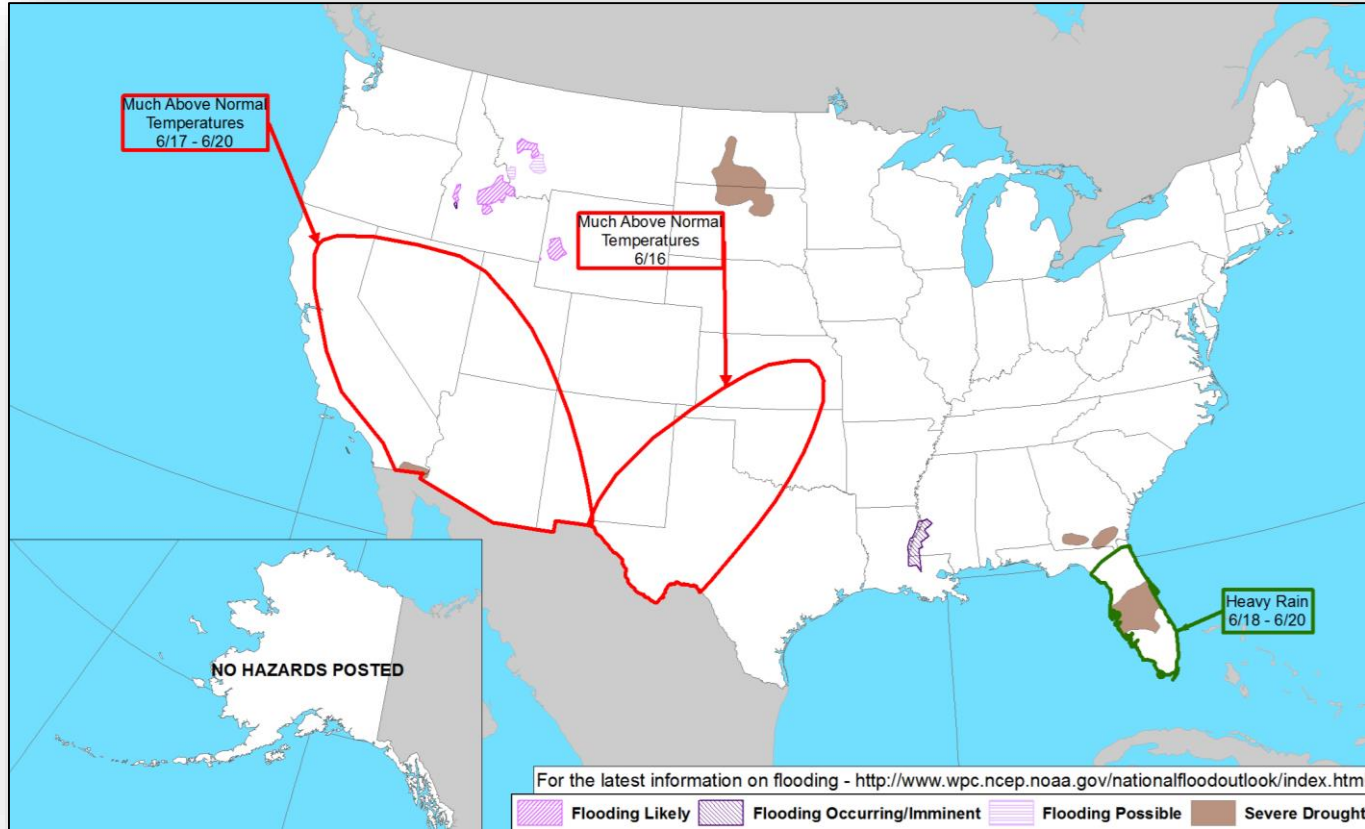 Much Above Normal
Temperatures
6/17 - 6/20
Much Above Normal
Temperatures
6/16
Heavy Rain
6/18 - 6/20
NO HAZARDS POSTED
For the latest information on flooding - http://www.wpc.ncep.noaa.gov/nationalfloodoutlook/index.htm
Flooding Likely Flooding Occurring/Imminent Flooding Possible Severe Drought